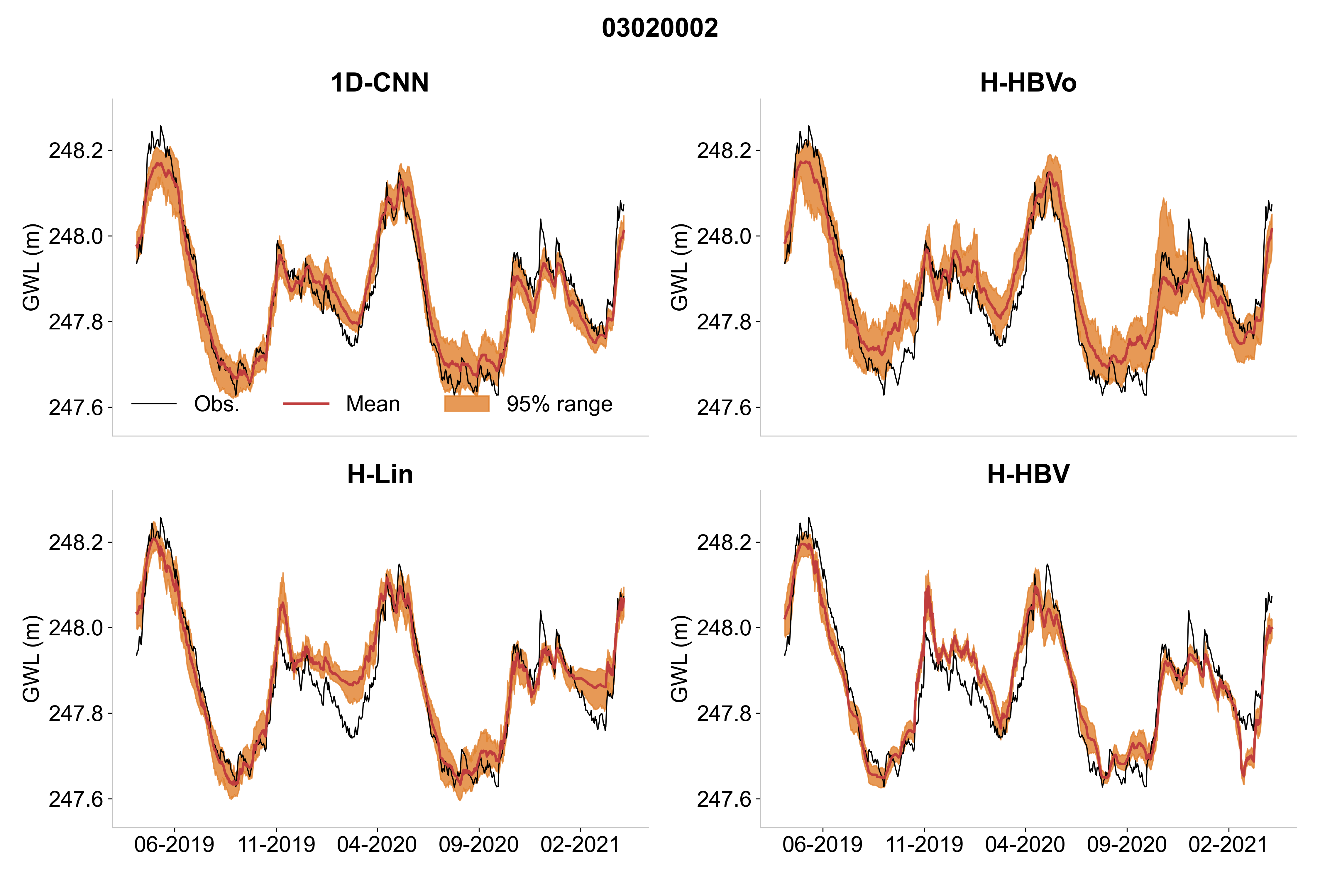 03020002
1D-CNN
H-HBVo
GWL (m)
248.2
248.0
247.8
247.6
Obs.
Mean
95% range
GWL (m)
248.2
248.0
247.8
247.6
H-Lin
H-HBV
GWL (m)
248.2
248.0
247.8
247.6
06-2019 11-2019 04-2020 09-2020 02-2021
GWL (m)
248.2
248.0
247.8
247.6
06-2019 11-2019 04-2020 09-2020 02-2021